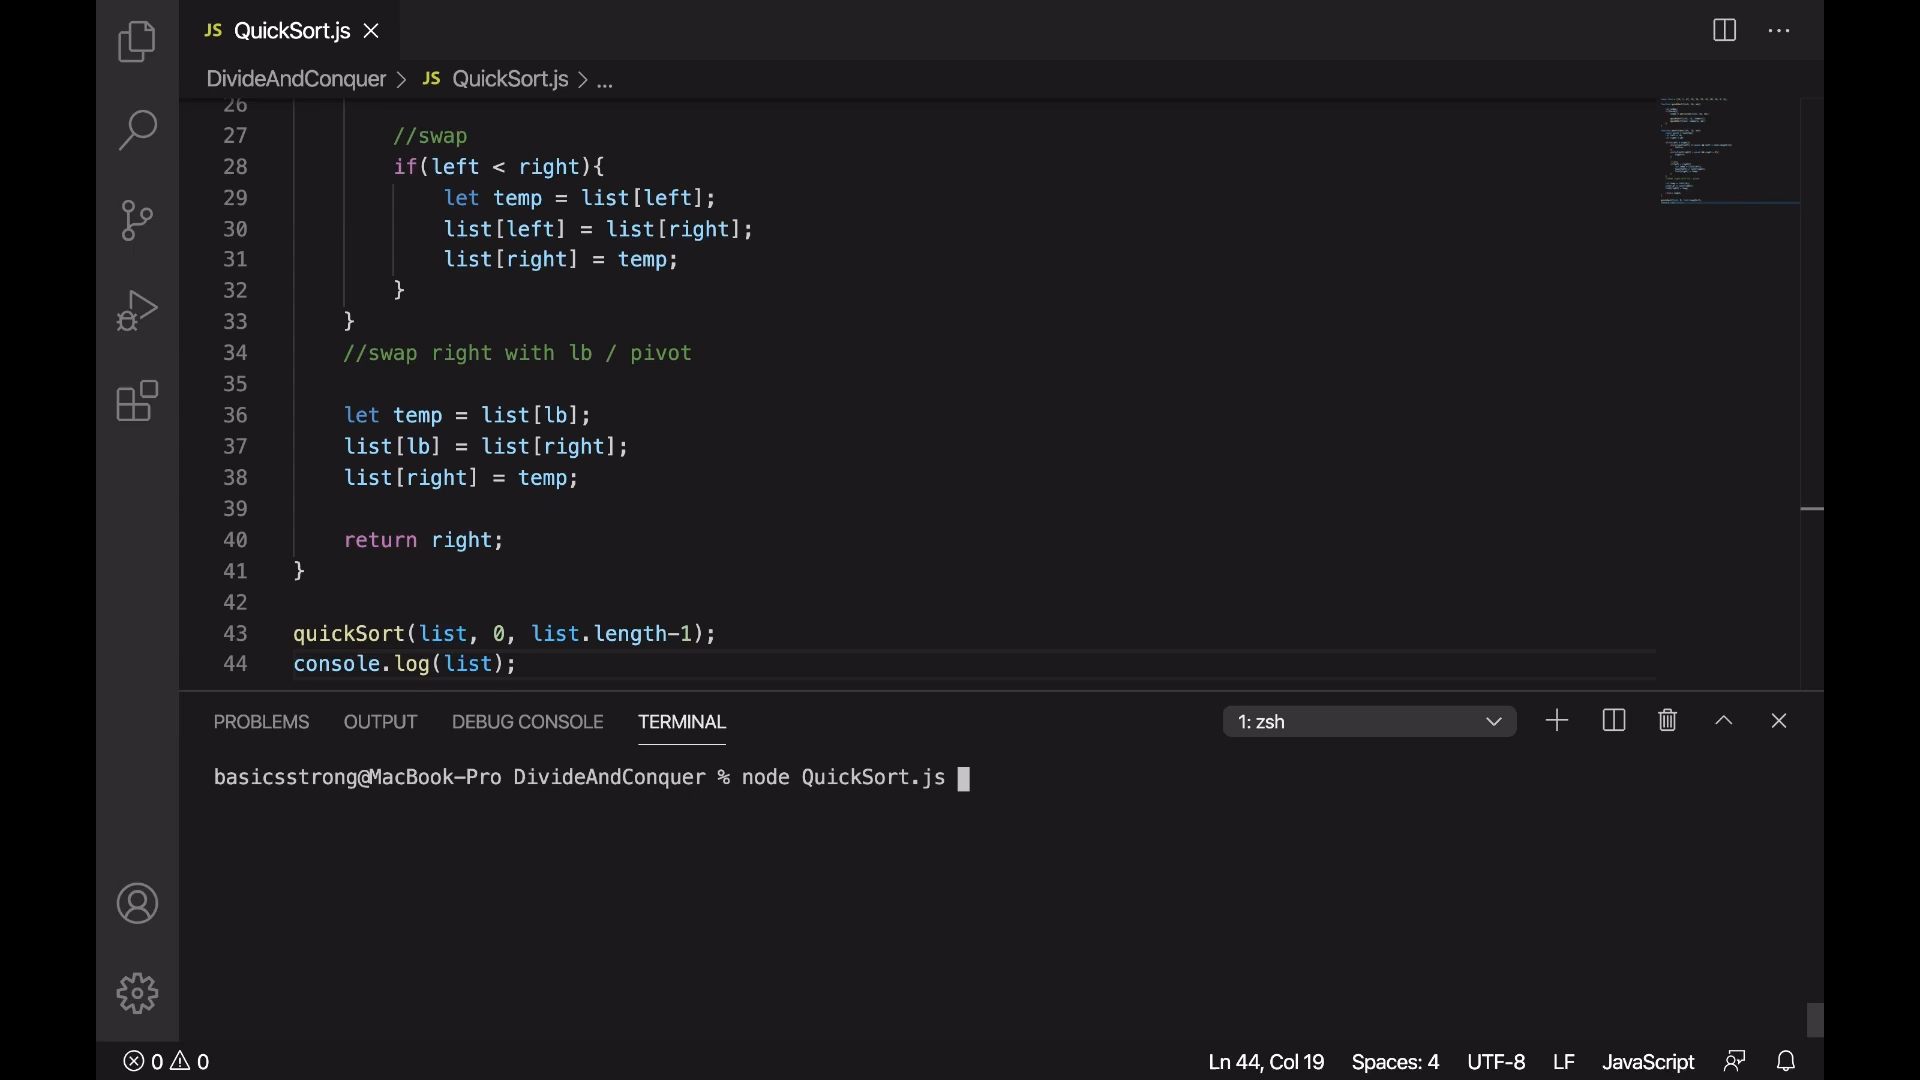 JS QuickSort.js
DivideAndConquer > JS QuickSort.js > ...
26
27 //swap
28 if(left < right){
29 let temp = list[left];
30 list[left] = list[right];
31 list[right] = temp;
32 }
33 }
34 //swap right with lb / pivot
35
36 let temp = list[lb];
37 list[lb] = list[right];
38 list[right] = temp;
39
40 return right;
41 }
42
43 quickSort(list, 0, list.length-1);
44 console.log(list);
PROBLEMS OUTPUT DEBUG CONSOLE TERMINAL 1: zsh
basicsstrong@MacBook-Pro DivideAndConquer % node QuickSort.js
0 0 Ln 44, Col 19 Spaces: 4 UTF-8 LF JavaScript